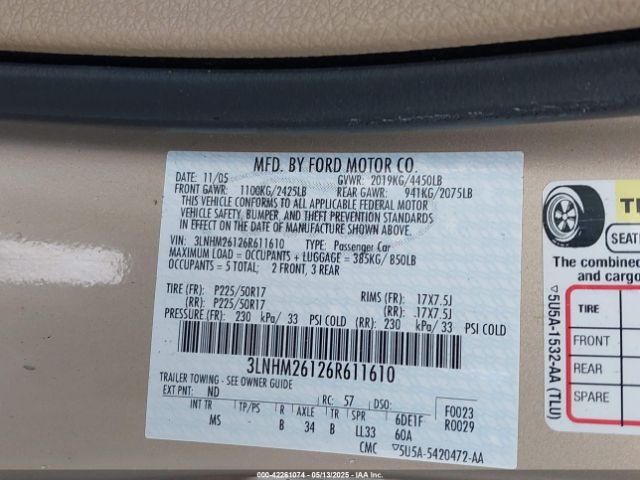 MFD. BY FORD MOTOR CO.
DATE: 11/05 GVWR: 2019KG/4450LB
FRONT GAWR: 1100KG/2425LB REAR GAWR: 941KG/2075LB
THIS VEHICLE CONFORMS TO ALL APPLICABLE FEDERAL MOTOR
VEHICLE SAFETY, BUMPER, AND THEFT PREVENTION STANDARDS
IN EFFECT ON THE DATE OF MANUFACTURE SHOWN ABOVE.
VIN: 3LNHM26126R611610 TYPE: Passenger Car
MAXIMUM LOAD = OCCUPANTS + LUGGAGE = 385KG/ 850LB
OCCUPANTS = 5 TOTAL; 2 FRONT, 3 REAR
TIRE (FR): P225/50R17 RIMS (FR): 17X7.5J
(RR): P225/50R17 (RR): 17X7.5J
PRESSURE (FR): 230 kPa/ 33 PSI COLD (RR): 230 kPa/ 33 PSI COLD
3LNHM26126R611610
TRAILER TOWING - SEE OWNER GUIDE
EXT PNT: ND RC: 57 DSO: F0023
INT TR TP/PS R AXLE TR SPR 6DE1F R0029
MS B 34 B LL33 60A
CMC ▽5U5A-5420472-AA
SEATI
The combined
and cargo
TIRE
FRONT
REAR
SPARE
▽5U5A-1532-AA (TLU)
000-42261074 05/13/2025 IAAI